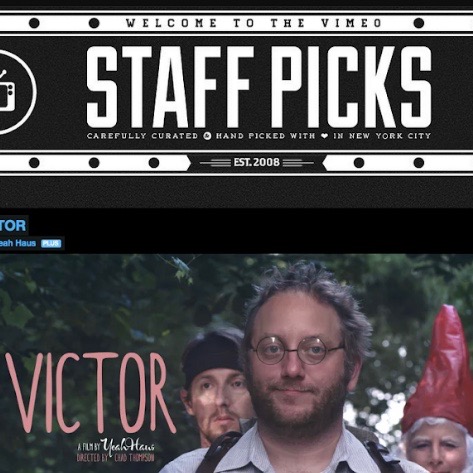 WELCOME TO THE VIMEO
STAFF PICKS
CAREFULLY CURATED & HAND PICKED WITH ❤ IN NEW YORK CITY
EST. 2008
TOR
eah Haus PLUS
VICTOR
A FILM BY Yeah Haus
DIRECTED BY CHAD THOMPSON